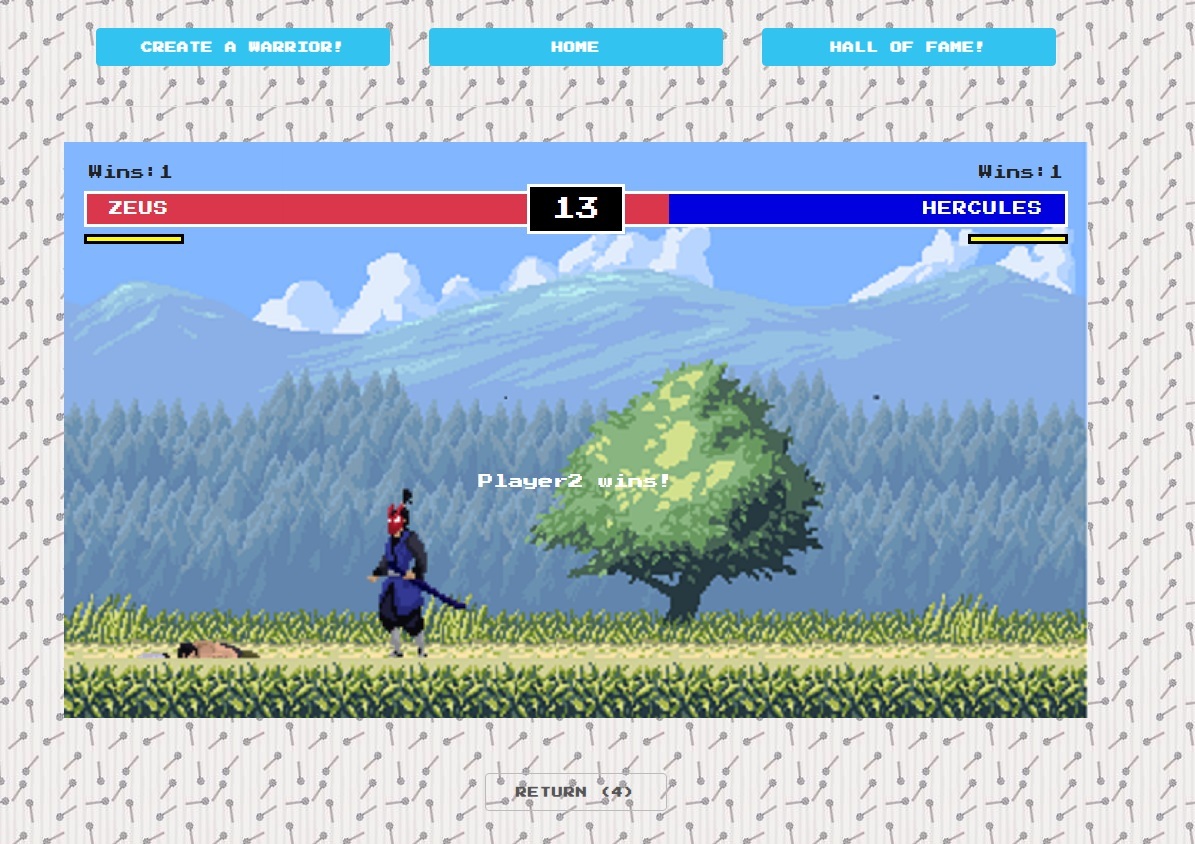 CREATE A WARRIOR!
HOME
HALL OF FAME!
Wins:1
Wins:1
ZEUS
13
HERCULES
Player2 wins!
RETURN (4)